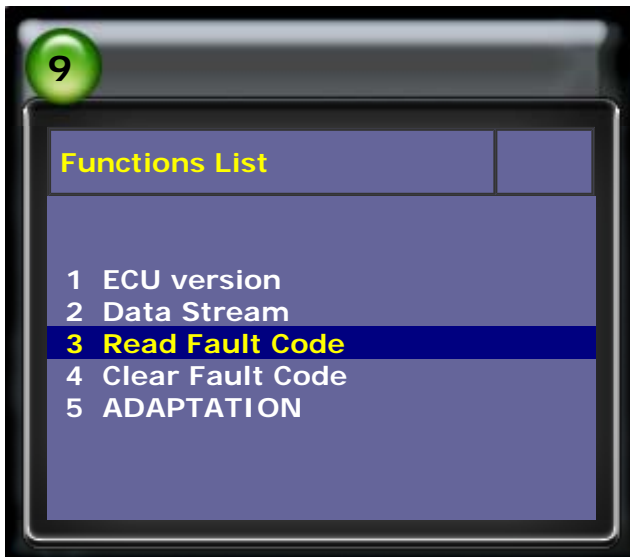 9
Functions List
1 ECU version
2 Data Stream
3 Read Fault Code
4 Clear Fault Code
5 ADAPTATION